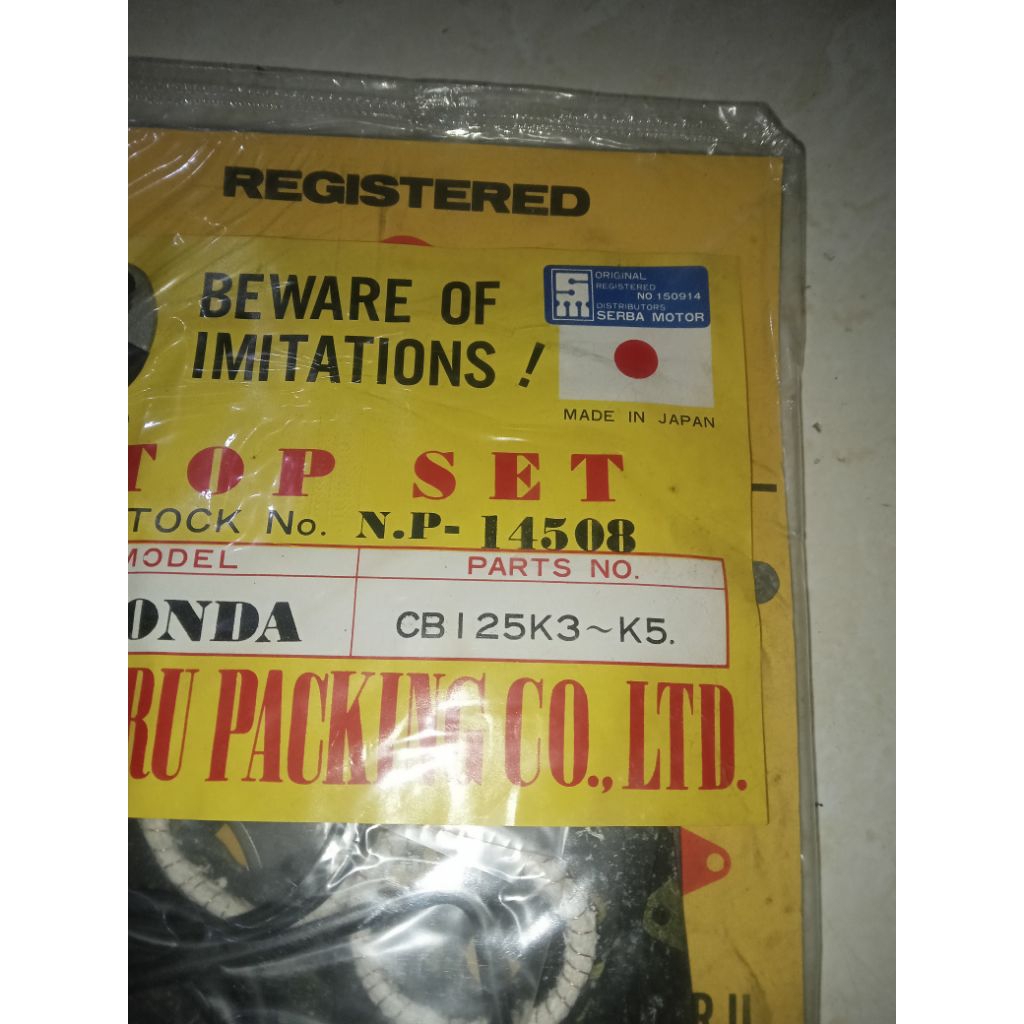 REGISTERED
BEWARE OF
IMITATIONS !
ORIGINAL
REGISTERED
NO 150914
DISTRIBUTORS
SERBA MOTOR
MADE IN JAPAN
TOP SET
TOCK No. N.P- 14508
MODEL
PARTS NO.
ONDA
CB125K3~K5.
RU PACKING CO., LTD.